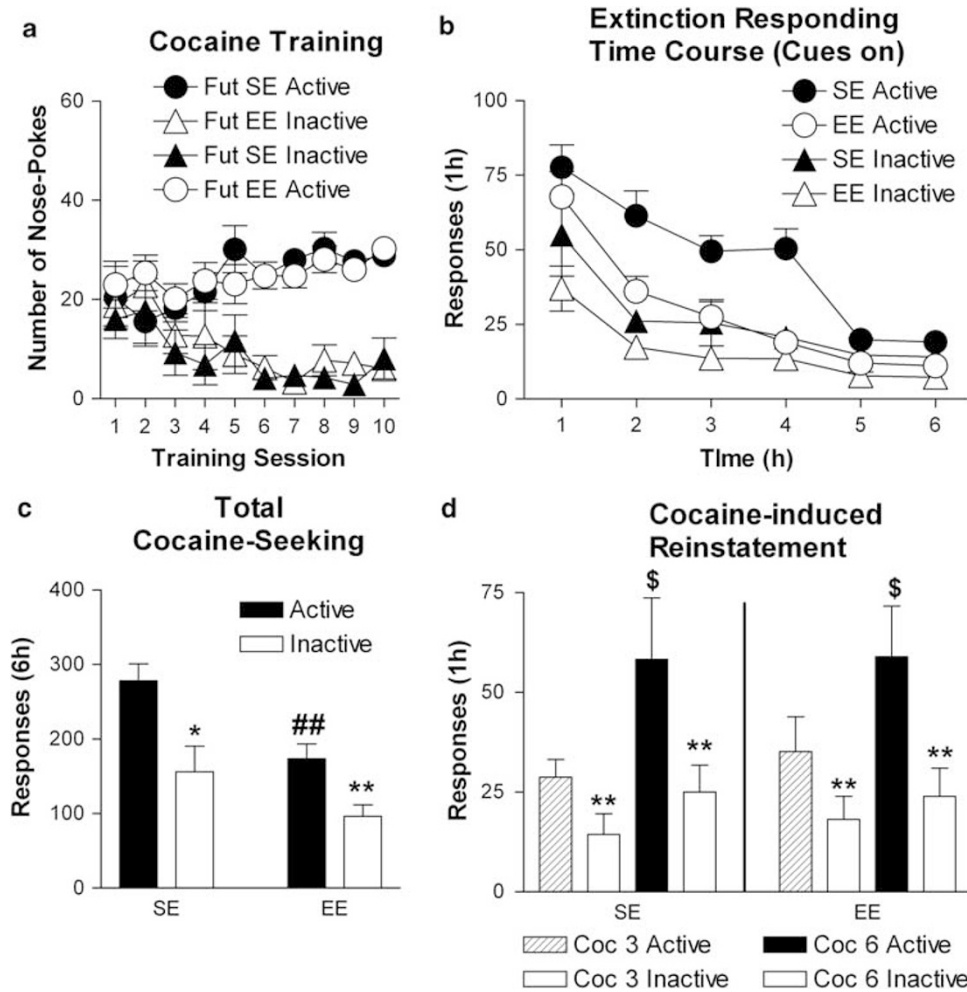 a
Cocaine Training
Fut SE Active
Fut EE Inactive
Fut SE Inactive
Fut EE Active
Number of Nose-Pokes
60
40
20
0
1 2 3 4 5 6 7 8 9 10
Training Session
b
Extinction Responding
Time Course (Cues on)
SE Active
EE Active
SE Inactive
EE Inactive
Responses (1h)
100
75
50
25
0
1 2 3 4 5 6
TIme (h)
c
Total
Cocaine-Seeking
Active
Inactive
Responses (6h)
400
300
200
100
0
*
##
**
SE EE
d
Cocaine-induced
Reinstatement
Responses (1h)
75
50
25
0
$ $
** ** ** **
SE EE
Coc 3 Active Coc 6 Active
Coc 3 Inactive Coc 6 Inactive